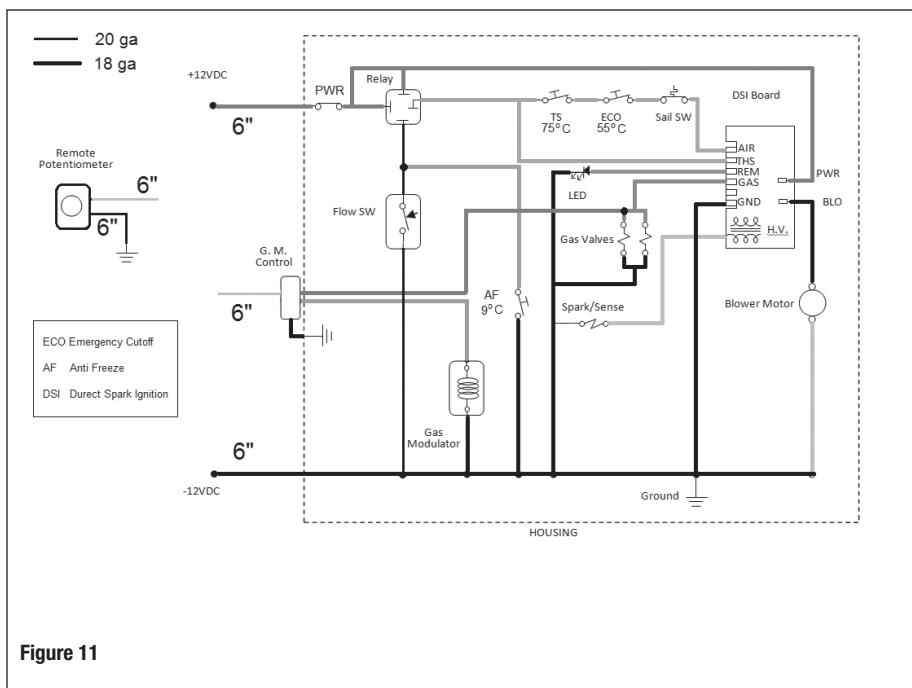 20 ga
18 ga
+12VDC
PWR
Relay
DSI Board
6"
TS
75°C
ECO
55°C
Sail SW
Remote
Potentiometer
6"
6"
AIR
THS
REM
GAS
GND
PWR
BLO
H.V.
LED
Flow SW
Gas Valves
G. M.
Control
6"
AF
9°C
Spark/Sense
Blower Motor
ECO Emergency Cutoff
AF Anti Freeze
DSI Durect Spark Ignition
Gas
Modulator
6"
-12VDC
Ground
HOUSING
Figure 11